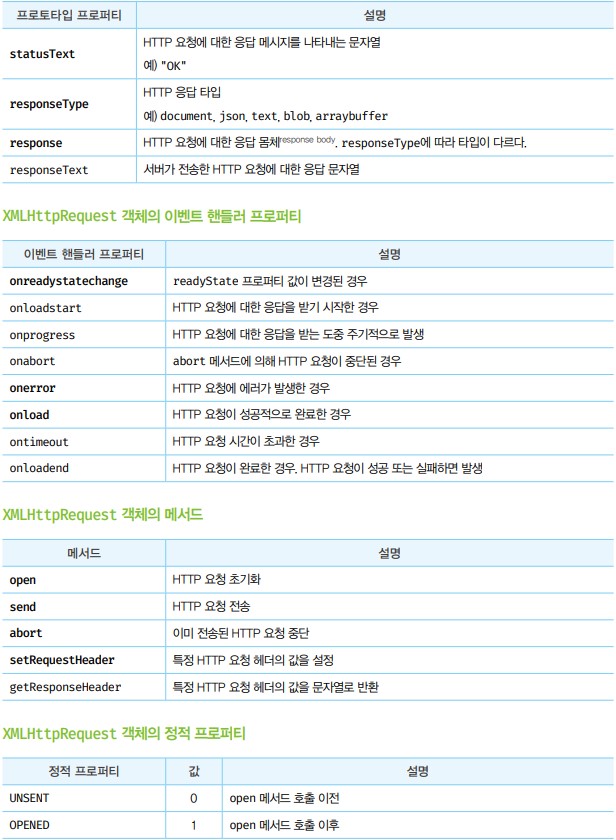 프로토타입 프로퍼티 설명
statusText HTTP 요청에 대한 응답 메시지를 나타내는 문자열
예) "OK"
responseType HTTP 응답 타입
예) document, json, text, blob, arraybuffer
response HTTP 요청에 대한 응답 몸체response body. responseType에 따라 타입이 다르다.
responseText 서버가 전송한 HTTP 요청에 대한 응답 문자열
XMLHttpRequest 객체의 이벤트 핸들러 프로퍼티
이벤트 핸들러 프로퍼티 설명
onreadystatechange readyState 프로퍼티 값이 변경된 경우
onloadstart HTTP 요청에 대한 응답을 받기 시작한 경우
onprogress HTTP 요청에 대한 응답을 받는 도중 주기적으로 발생
onabort abort 메서드에 의해 HTTP 요청이 중단된 경우
onerror HTTP 요청에 에러가 발생한 경우
onload HTTP 요청이 성공적으로 완료한 경우
ontimeout HTTP 요청 시간이 초과한 경우
onloadend HTTP 요청이 완료한 경우. HTTP 요청이 성공 또는 실패하면 발생
XMLHttpRequest 객체의 메서드
메서드 설명
open HTTP 요청 초기화
send HTTP 요청 전송
abort 이미 전송된 HTTP 요청 중단
setRequestHeader 특정 HTTP 요청 헤더의 값을 설정
getResponseHeader 특정 HTTP 요청 헤더의 값을 문자열로 반환
XMLHttpRequest 객체의 정적 프로퍼티
정적 프로퍼티 값 설명
UNSENT 0 open 메서드 호출 이전
OPENED 1 open 메서드 호출 이후